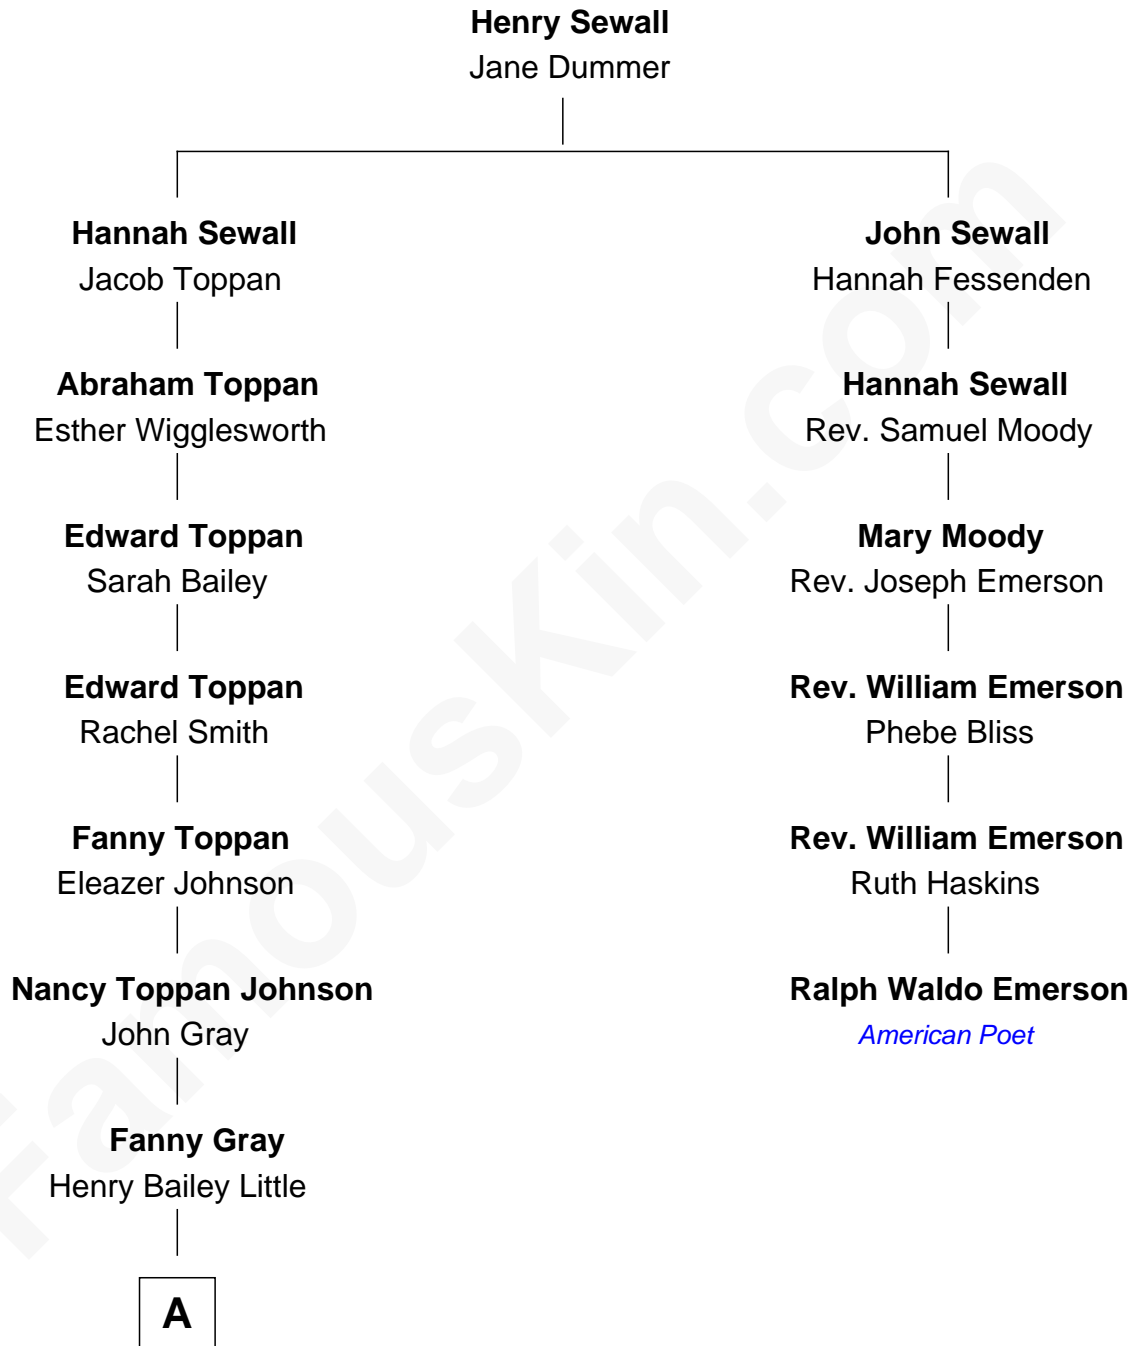 Henry Sewall
Jane Dummer
Hannah Sewall
Jacob Toppan
John Sewall
Hannah Fessenden
Abraham Toppan
Esther Wigglesworth
Hannah Sewall
Rev. Samuel Moody
Edward Toppan
Sarah Bailey
Mary Moody
Rev. Joseph Emerson
Edward Toppan
Rachel Smith
Rev. William Emerson
Phebe Bliss
Fanny Toppan
Eleazer Johnson
Rev. William Emerson
Ruth Haskins
Nancy Toppan Johnson
John Gray
Ralph Waldo Emerson
American Poet
Fanny Gray
Henry Bailey Little
A
FamousKin.com